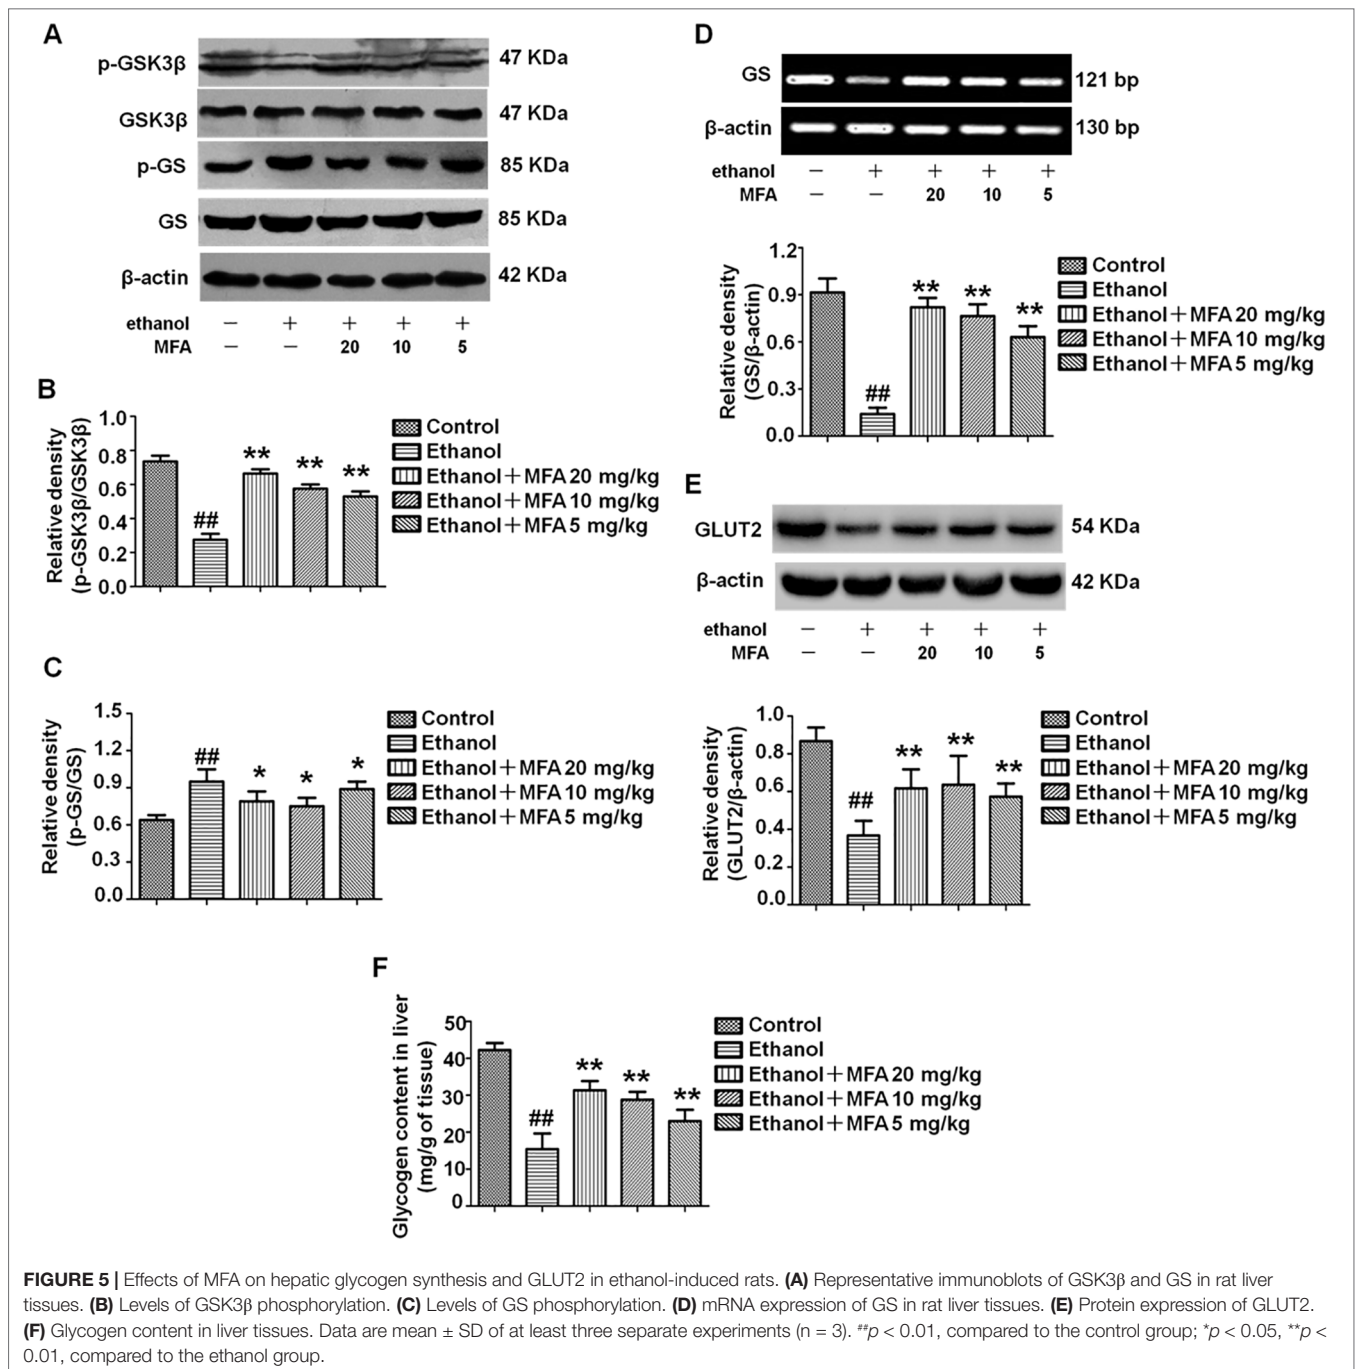 A
p-GSK3β
47 KDa
GSK3β
47 KDa
p-GS
85 KDa
GS
85 KDa
β-actin
42 KDa
ethanol − + + + +
MFA − − 20 10 5
B
Relative density
(p-GSK3β/GSK3β)
1.0
0.8
0.6
0.4
0.2
0.0
##
**
**
**
Control
Ethanol
Ethanol+MFA 20 mg/kg
Ethanol+MFA 10 mg/kg
Ethanol+MFA 5 mg/kg
C
Relative density
(p-GS/GS)
1.5
1.2
0.9
0.6
0.3
0.0
##
*
*
*
Control
Ethanol
Ethanol+MFA 20 mg/kg
Ethanol+MFA 10 mg/kg
Ethanol+MFA 5 mg/kg
D
GS
121 bp
β-actin
130 bp
ethanol − + + + +
MFA − − 20 10 5
Relative density
(GS/β-actin)
1.2
0.9
0.6
0.3
0.0
##
**
**
**
Control
Ethanol
Ethanol+MFA 20 mg/kg
Ethanol+MFA 10 mg/kg
Ethanol+MFA 5 mg/kg
E
GLUT2
54 KDa
β-actin
42 KDa
ethanol − + + + +
MFA − − 20 10 5
Relative density
(GLUT2/β-actin)
1.0
0.8
0.6
0.4
0.2
0.0
##
**
**
**
Control
Ethanol
Ethanol+MFA 20 mg/kg
Ethanol+MFA 10 mg/kg
Ethanol+MFA 5 mg/kg
F
Glycogen content in liver
(mg/g of tissue)
50
40
30
20
10
0
##
**
**
**
Control
Ethanol
Ethanol+MFA 20 mg/kg
Ethanol+MFA 10 mg/kg
Ethanol+MFA 5 mg/kg
FIGURE 5 | Effects of MFA on hepatic glycogen synthesis and GLUT2 in ethanol-induced rats. (A) Representative immunoblots of GSK3β and GS in rat liver
tissues. (B) Levels of GSK3β phosphorylation. (C) Levels of GS phosphorylation. (D) mRNA expression of GS in rat liver tissues. (E) Protein expression of GLUT2.
(F) Glycogen content in liver tissues. Data are mean ± SD of at least three separate experiments (n = 3). ##p < 0.01, compared to the control group; *p < 0.05, **p <
0.01, compared to the ethanol group.